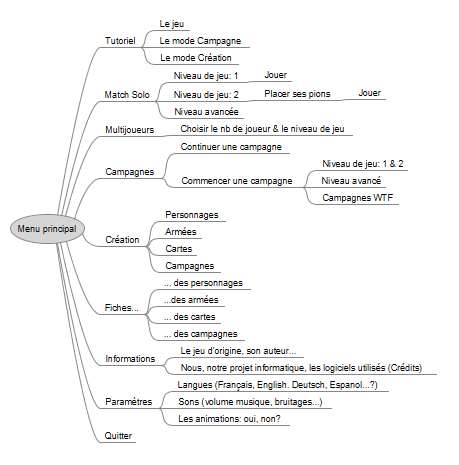 Menu principal
Tutoriel
Le jeu
Le mode Campagne
Le mode Création
Match Solo
Niveau de jeu: 1
Jouer
Niveau de jeu: 2
Placer ses pions
Jouer
Niveau avancée
Multijoueurs
Choisir le nb de joueur & le niveau de jeu
Campagnes
Continuer une campagne
Commencer une campagne
Niveau de jeu: 1 & 2
Niveau avancé
Campagnes WTF
Création
Personnages
Armées
Cartes
Campagnes
Fiches...
... des personnages
...des armées
... des cartes
... des campagnes
Informations
Le jeu d'origine, son auteur...
Nous, notre projet informatique, les logiciels utilisés (Crédits)
Paramètres
Langues (Français, English. Deutsch, Espanol...?)
Sons (volume musique, bruitages...)
Les animations: oui, non?
Quitter